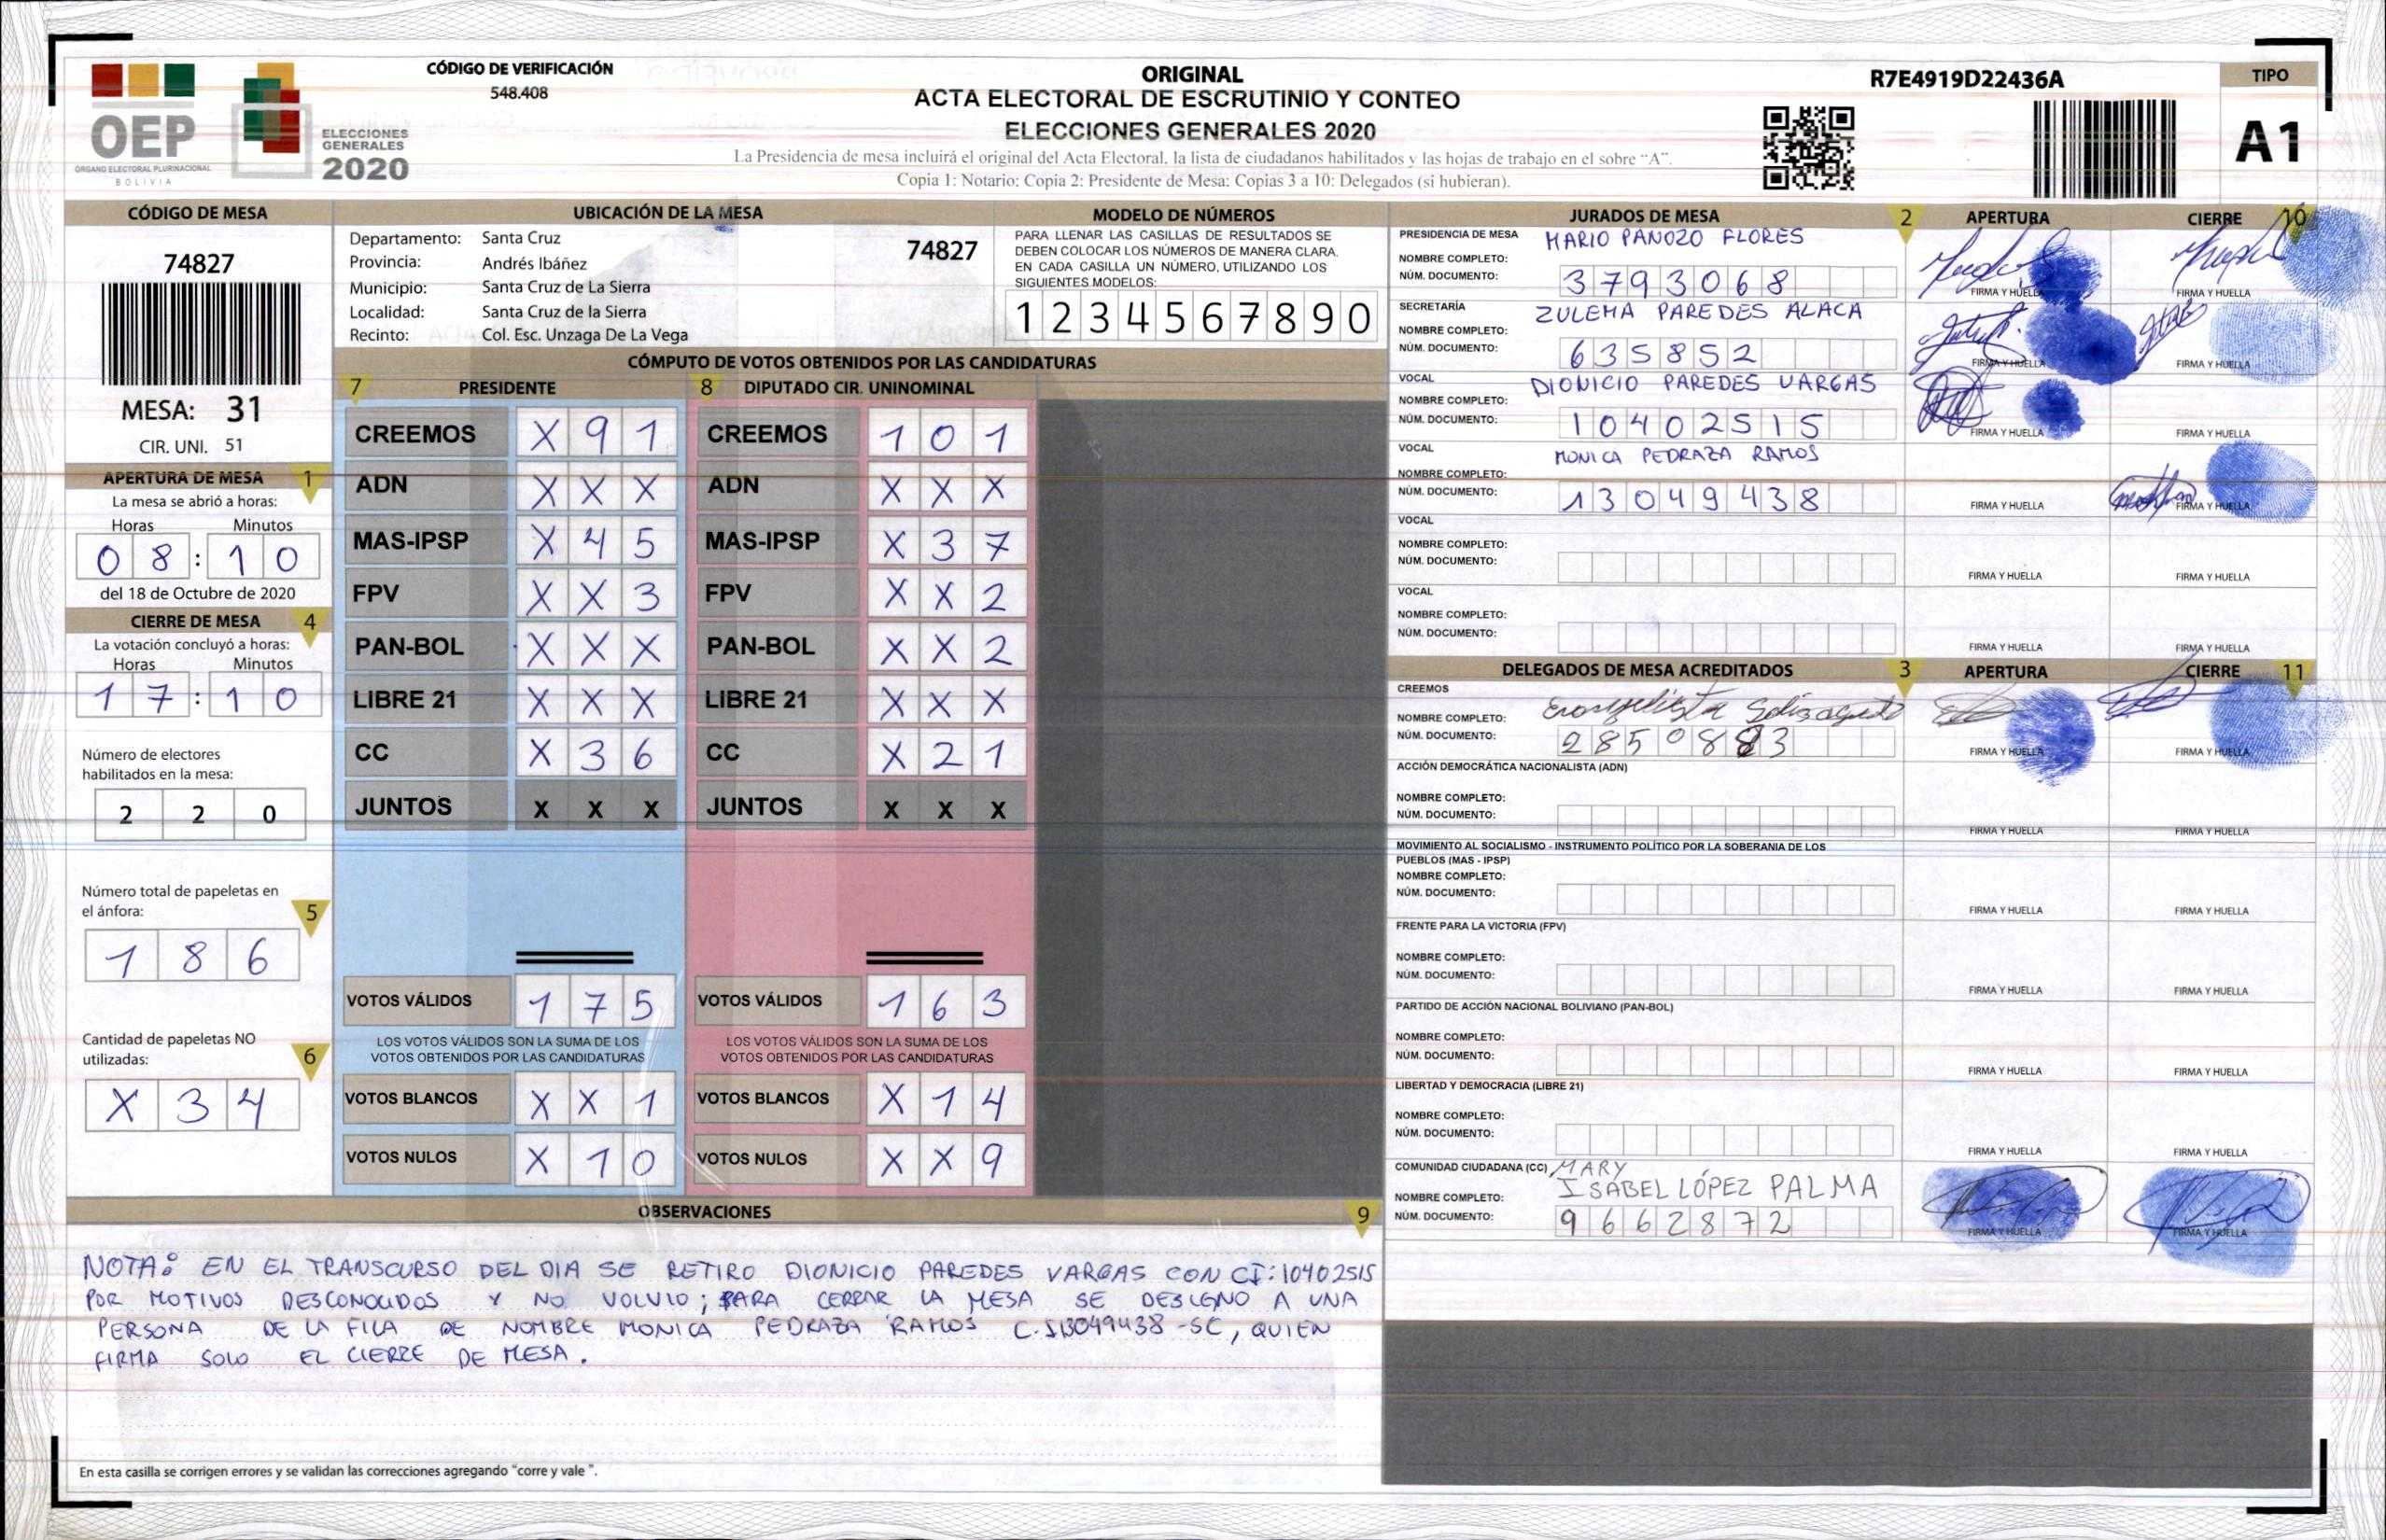 CÓDIGO DE VERIFICACIÓN
548.408
ORIGINAL
ACTA ELECTORAL DE ESCRUTINIO Y CONTEO
ELECCIONES GENERALES 2020
La Presidencia de mesa incluirá el original del Acta Electoral, la lista de ciudadanos habilitados y las hojas de trabajo en el sobre "A".
Copia 1: Notario; Copia 2: Presidente de Mesa; Copias 3 a 10: Delegados (si hubieran).
R7E4919D22436A
TIPO
A1
OEP
ÓRGANO ELECTORAL PLURINACIONAL
BOLIVIA
ELECCIONES
GENERALES
2020
CÓDIGO DE MESA
74827
MESA: 31
CIR. UNI. 51
APERTURA DE MESA 1
La mesa se abrió a horas:
Horas Minutos
0 8 : 1 0
del 18 de Octubre de 2020
CIERRE DE MESA 4
La votación concluyó a horas:
Horas Minutos
1 7 : 1 0
Número de electores
habilitados en la mesa:
2 2 0
Número total de papeletas en
el ánfora: 5
1 8 6
Cantidad de papeletas NO
utilizadas: 6
X 3 4
UBICACIÓN DE LA MESA
Departamento: Santa Cruz
74827
Provincia: Andrés Ibáñez
Municipio: Santa Cruz de La Sierra
Localidad: Santa Cruz de la Sierra
Recinto: Col. Esc. Unzaga De La Vega
MODELO DE NÚMEROS
PARA LLENAR LAS CASILLAS DE RESULTADOS SE
DEBEN COLOCAR LOS NÚMEROS DE MANERA CLARA.
EN CADA CASILLA UN NÚMERO, UTILIZANDO LOS
SIGUIENTES MODELOS:
1 2 3 4 5 6 7 8 9 0
CÓMPUTO DE VOTOS OBTENIDOS POR LAS CANDIDATURAS
7 PRESIDENTE 8 DIPUTADO CIR. UNINOMINAL
CREEMOS X 9 1 CREEMOS 1 0 1
ADN X X X ADN X X X
MAS-IPSP X 4 5 MAS-IPSP X 3 7
FPV X X 3 FPV X X 2
PAN-BOL X X X PAN-BOL X X 2
LIBRE 21 X X X LIBRE 21 X X X
CC X 3 6 CC X 2 1
JUNTOS X X X JUNTOS X X X
VOTOS VÁLIDOS 1 7 5 VOTOS VÁLIDOS 1 6 3
LOS VOTOS VÁLIDOS SON LA SUMA DE LOS LOS VOTOS VÁLIDOS SON LA SUMA DE LOS
VOTOS OBTENIDOS POR LAS CANDIDATURAS VOTOS OBTENIDOS POR LAS CANDIDATURAS
VOTOS BLANCOS X X 1 VOTOS BLANCOS X 1 4
VOTOS NULOS X 1 0 VOTOS NULOS X X 9
OBSERVACIONES 9
NOTA: EN EL TRANSCURSO DEL DIA SE RETIRO DIONICIO PAREDES VARGAS CON CI:10402515
POR MOTIVOS DESCONOCIDOS Y NO VOLVIO; PARA CERRAR LA MESA SE DESIGNO A UNA
PERSONA DE LA FILA DE NOMBRE MONICA PEDRAZA RAMOS C.I13049438-SC, QUIEN
FIRMA SOLO EL CIERRE DE MESA.
En esta casilla se corrigen errores y se validan las correcciones agregando "corre y vale ".
JURADOS DE MESA 2 APERTURA CIERRE 10
PRESIDENCIA DE MESA MARIO PANOZO FLORES
NOMBRE COMPLETO:
NÚM. DOCUMENTO: 3793068
FIRMA Y HUELLA FIRMA Y HUELLA
SECRETARÍA ZULEMA PAREDES ALACA
NOMBRE COMPLETO:
NÚM. DOCUMENTO: 635852
FIRMA Y HUELLA FIRMA Y HUELLA
VOCAL DIONICIO PAREDES VARGAS
NOMBRE COMPLETO:
NÚM. DOCUMENTO: 10402515
FIRMA Y HUELLA FIRMA Y HUELLA
VOCAL MONICA PEDRAZA RAMOS
NOMBRE COMPLETO:
NÚM. DOCUMENTO: 13049438
FIRMA Y HUELLA FIRMA Y HUELLA
VOCAL
NOMBRE COMPLETO:
NÚM. DOCUMENTO:
FIRMA Y HUELLA FIRMA Y HUELLA
VOCAL
NOMBRE COMPLETO:
NÚM. DOCUMENTO:
FIRMA Y HUELLA FIRMA Y HUELLA
DELEGADOS DE MESA ACREDITADOS 3 APERTURA CIERRE 11
CREEMOS
NOMBRE COMPLETO:
NÚM. DOCUMENTO: 2850883
FIRMA Y HUELLA FIRMA Y HUELLA
ACCIÓN DEMOCRÁTICA NACIONALISTA (ADN)
NOMBRE COMPLETO:
NÚM. DOCUMENTO:
FIRMA Y HUELLA FIRMA Y HUELLA
MOVIMIENTO AL SOCIALISMO - INSTRUMENTO POLÍTICO POR LA SOBERANIA DE LOS
PUEBLOS (MAS - IPSP)
NOMBRE COMPLETO:
NÚM. DOCUMENTO:
FIRMA Y HUELLA FIRMA Y HUELLA
FRENTE PARA LA VICTORIA (FPV)
NOMBRE COMPLETO:
NÚM. DOCUMENTO:
FIRMA Y HUELLA FIRMA Y HUELLA
PARTIDO DE ACCIÓN NACIONAL BOLIVIANO (PAN-BOL)
NOMBRE COMPLETO:
NÚM. DOCUMENTO:
FIRMA Y HUELLA FIRMA Y HUELLA
LIBERTAD Y DEMOCRACIA (LIBRE 21)
NOMBRE COMPLETO:
NÚM. DOCUMENTO:
FIRMA Y HUELLA FIRMA Y HUELLA
COMUNIDAD CIUDADANA (CC) MARY
NOMBRE COMPLETO: ISABEL LÓPEZ PALMA
NÚM. DOCUMENTO: 9662872
FIRMA Y HUELLA FIRMA Y HUELLA